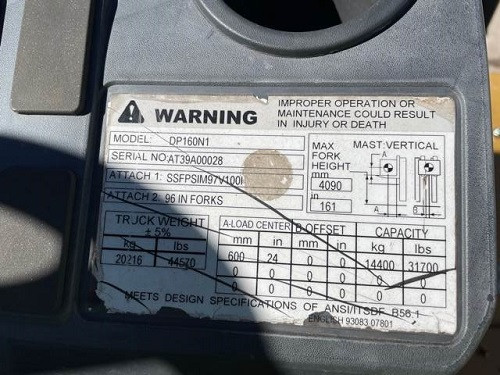 WARNING
IMPROPER OPERATION OR
MAINTENANCE COULD RESULT
IN INJURY OR DEATH
MODEL: DP160N1
SERIAL NO: AT39A00028
ATTACH 1: SSFPSIM97V100
ATTACH 2: 96 IN FORKS
MAX
FORK
HEIGHT
mm
4090
in
161
MAST: VERTICAL
A
B
A
B
TRUCK WEIGHT
± 5%
kg lbs
20216 44570
A-LOAD CENTER B OFFSET CAPACITY
mm in mm in kg lbs
600 24 0 0 14400 31700
0 0 0 0 0 0
0 0 0 0 0 0
MEETS DESIGN SPECIFICATIONS OF ANSI/ITSDF B56.1
ENGLISH 93083 07801